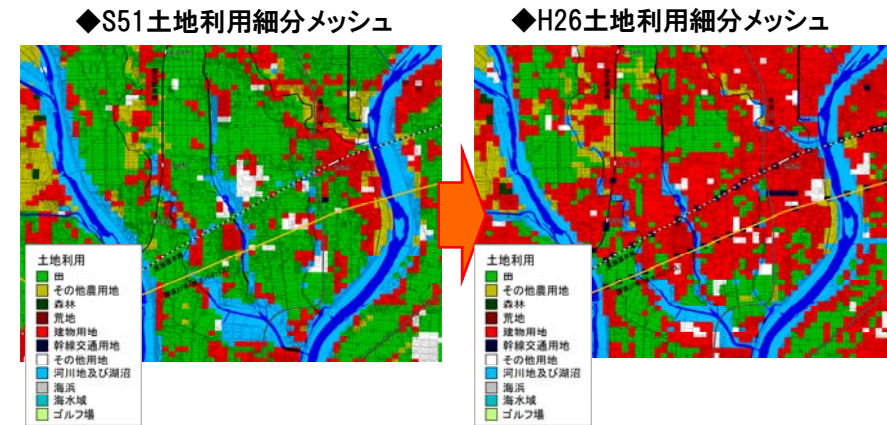 ◆S51土地利用細分メッシュ
◆H26土地利用細分メッシュ
土地利用
田
その他農用地
森林
荒地
建物用地
幹線交通用地
その他用地
河川地及び湖沼
海浜
海水域
ゴルフ場
土地利用
田
その他農用地
森林
荒地
建物用地
幹線交通用地
その他用地
河川地及び湖沼
海浜
海水域
ゴルフ場